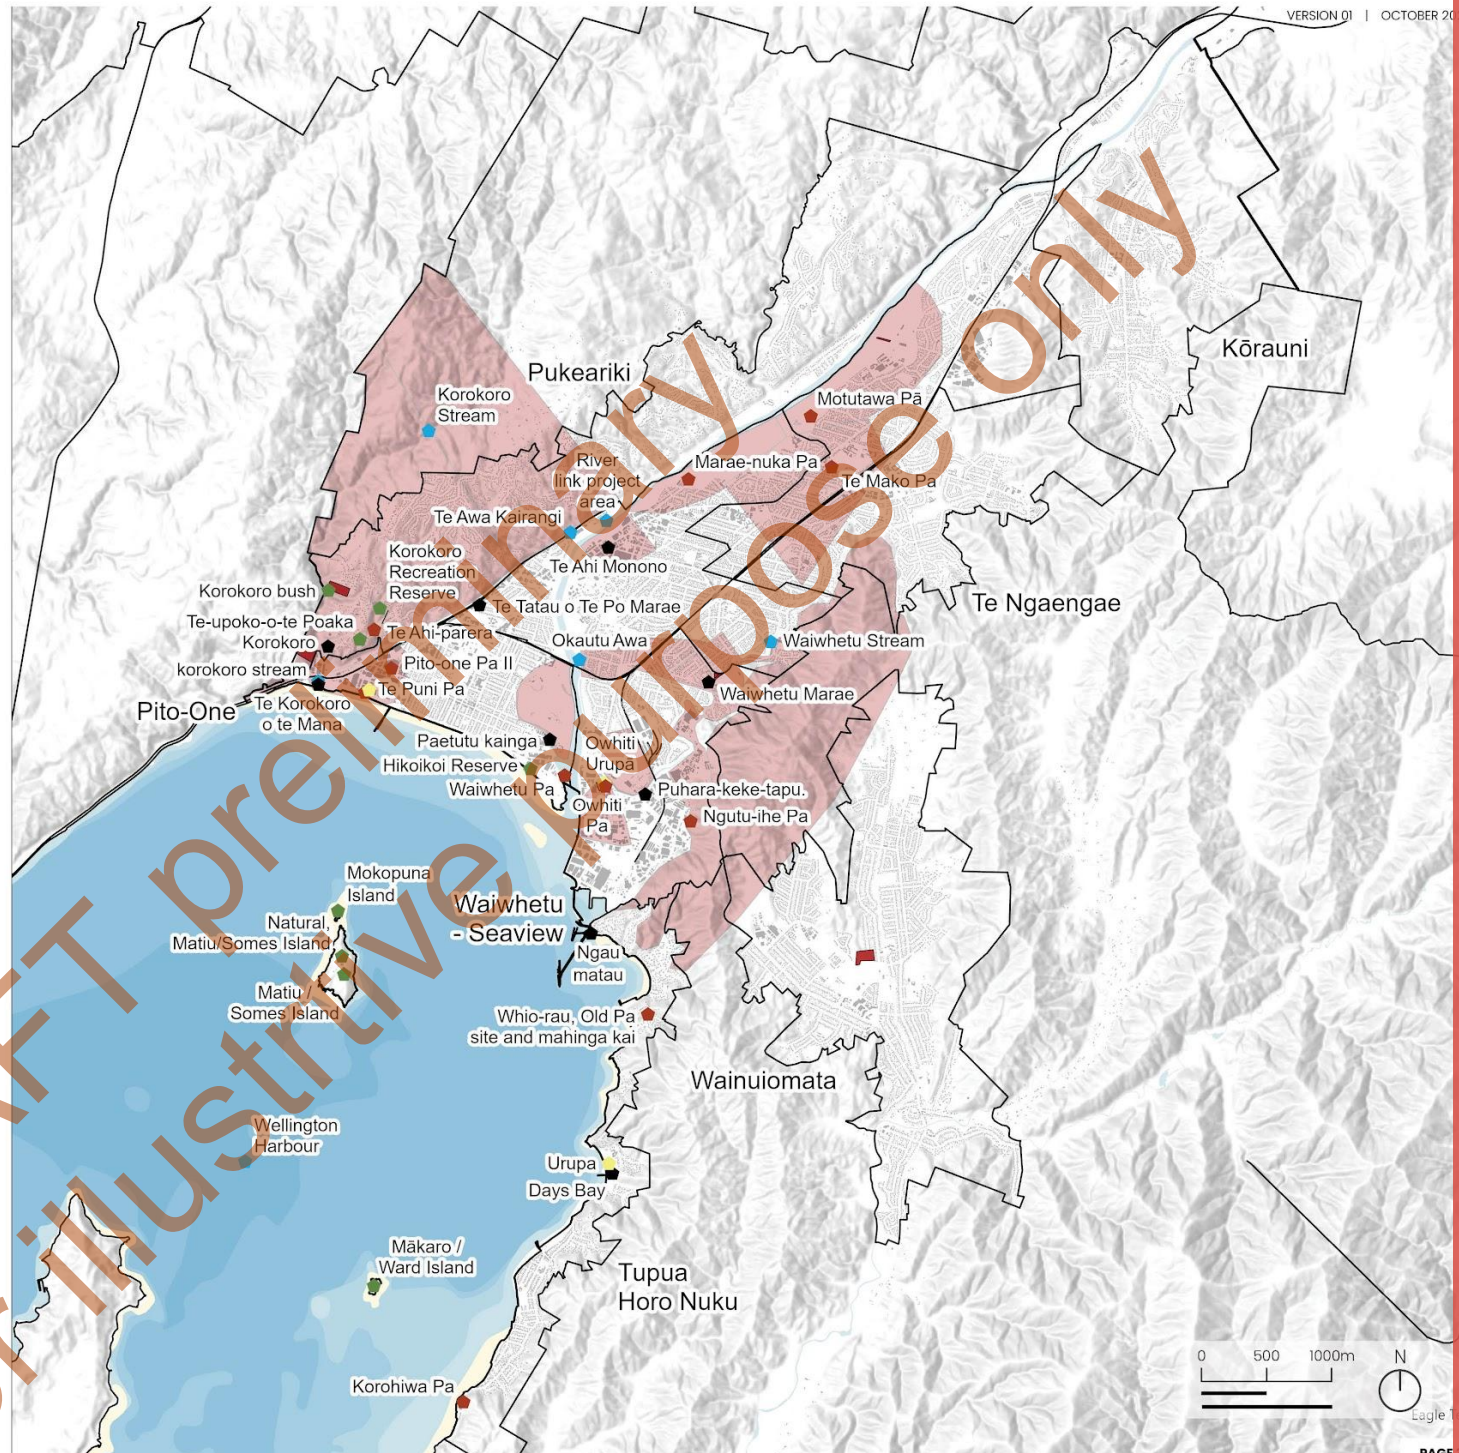 VERSION 01 | OCTOBER 20
Kōrauni
Pukeariki
Korokoro
Stream
Motutawa Pā
River
link project
area
Marae-nuka Pa
Te Mako Pa
Te Awa Kairangi
Korokoro
Recreation
Reserve
Te Ahi Monono
Korokoro bush
Te Ngaengae
Te Tatau o Te Po Marae
Te-upoko-o-te Poaka
Te Ahi-parera
Korokoro
Okautu Awa
Waiwhetu Stream
korokoro stream
Pito-one Pa II
Te Puni Pa
Waiwhetu Marae
Pito-One
Te Korokoro
o te Mana
Paetutu kainga
Owhiti
Urupa
Hikoikoi Reserve
Waiwhetu Pa
Puhara-keke-tapu.
Owhiti
Pa
Ngutu-ihe Pa
Mokopuna
Island
Waiwhetu
- Seaview
Natural,
Matiu/Somes Island
Ngau
matau
Matiu /
Somes Island
Whio-rau, Old Pa
site and mahinga kai
Wainuiomata
Wellington
Harbour
Urupa
Days Bay
Mākaro /
Ward Island
Tupua
Horo Nuku
Korohiwa Pa
0 500 1000m N
Eagle
PAGE
preliminary
illustrtive purpose only